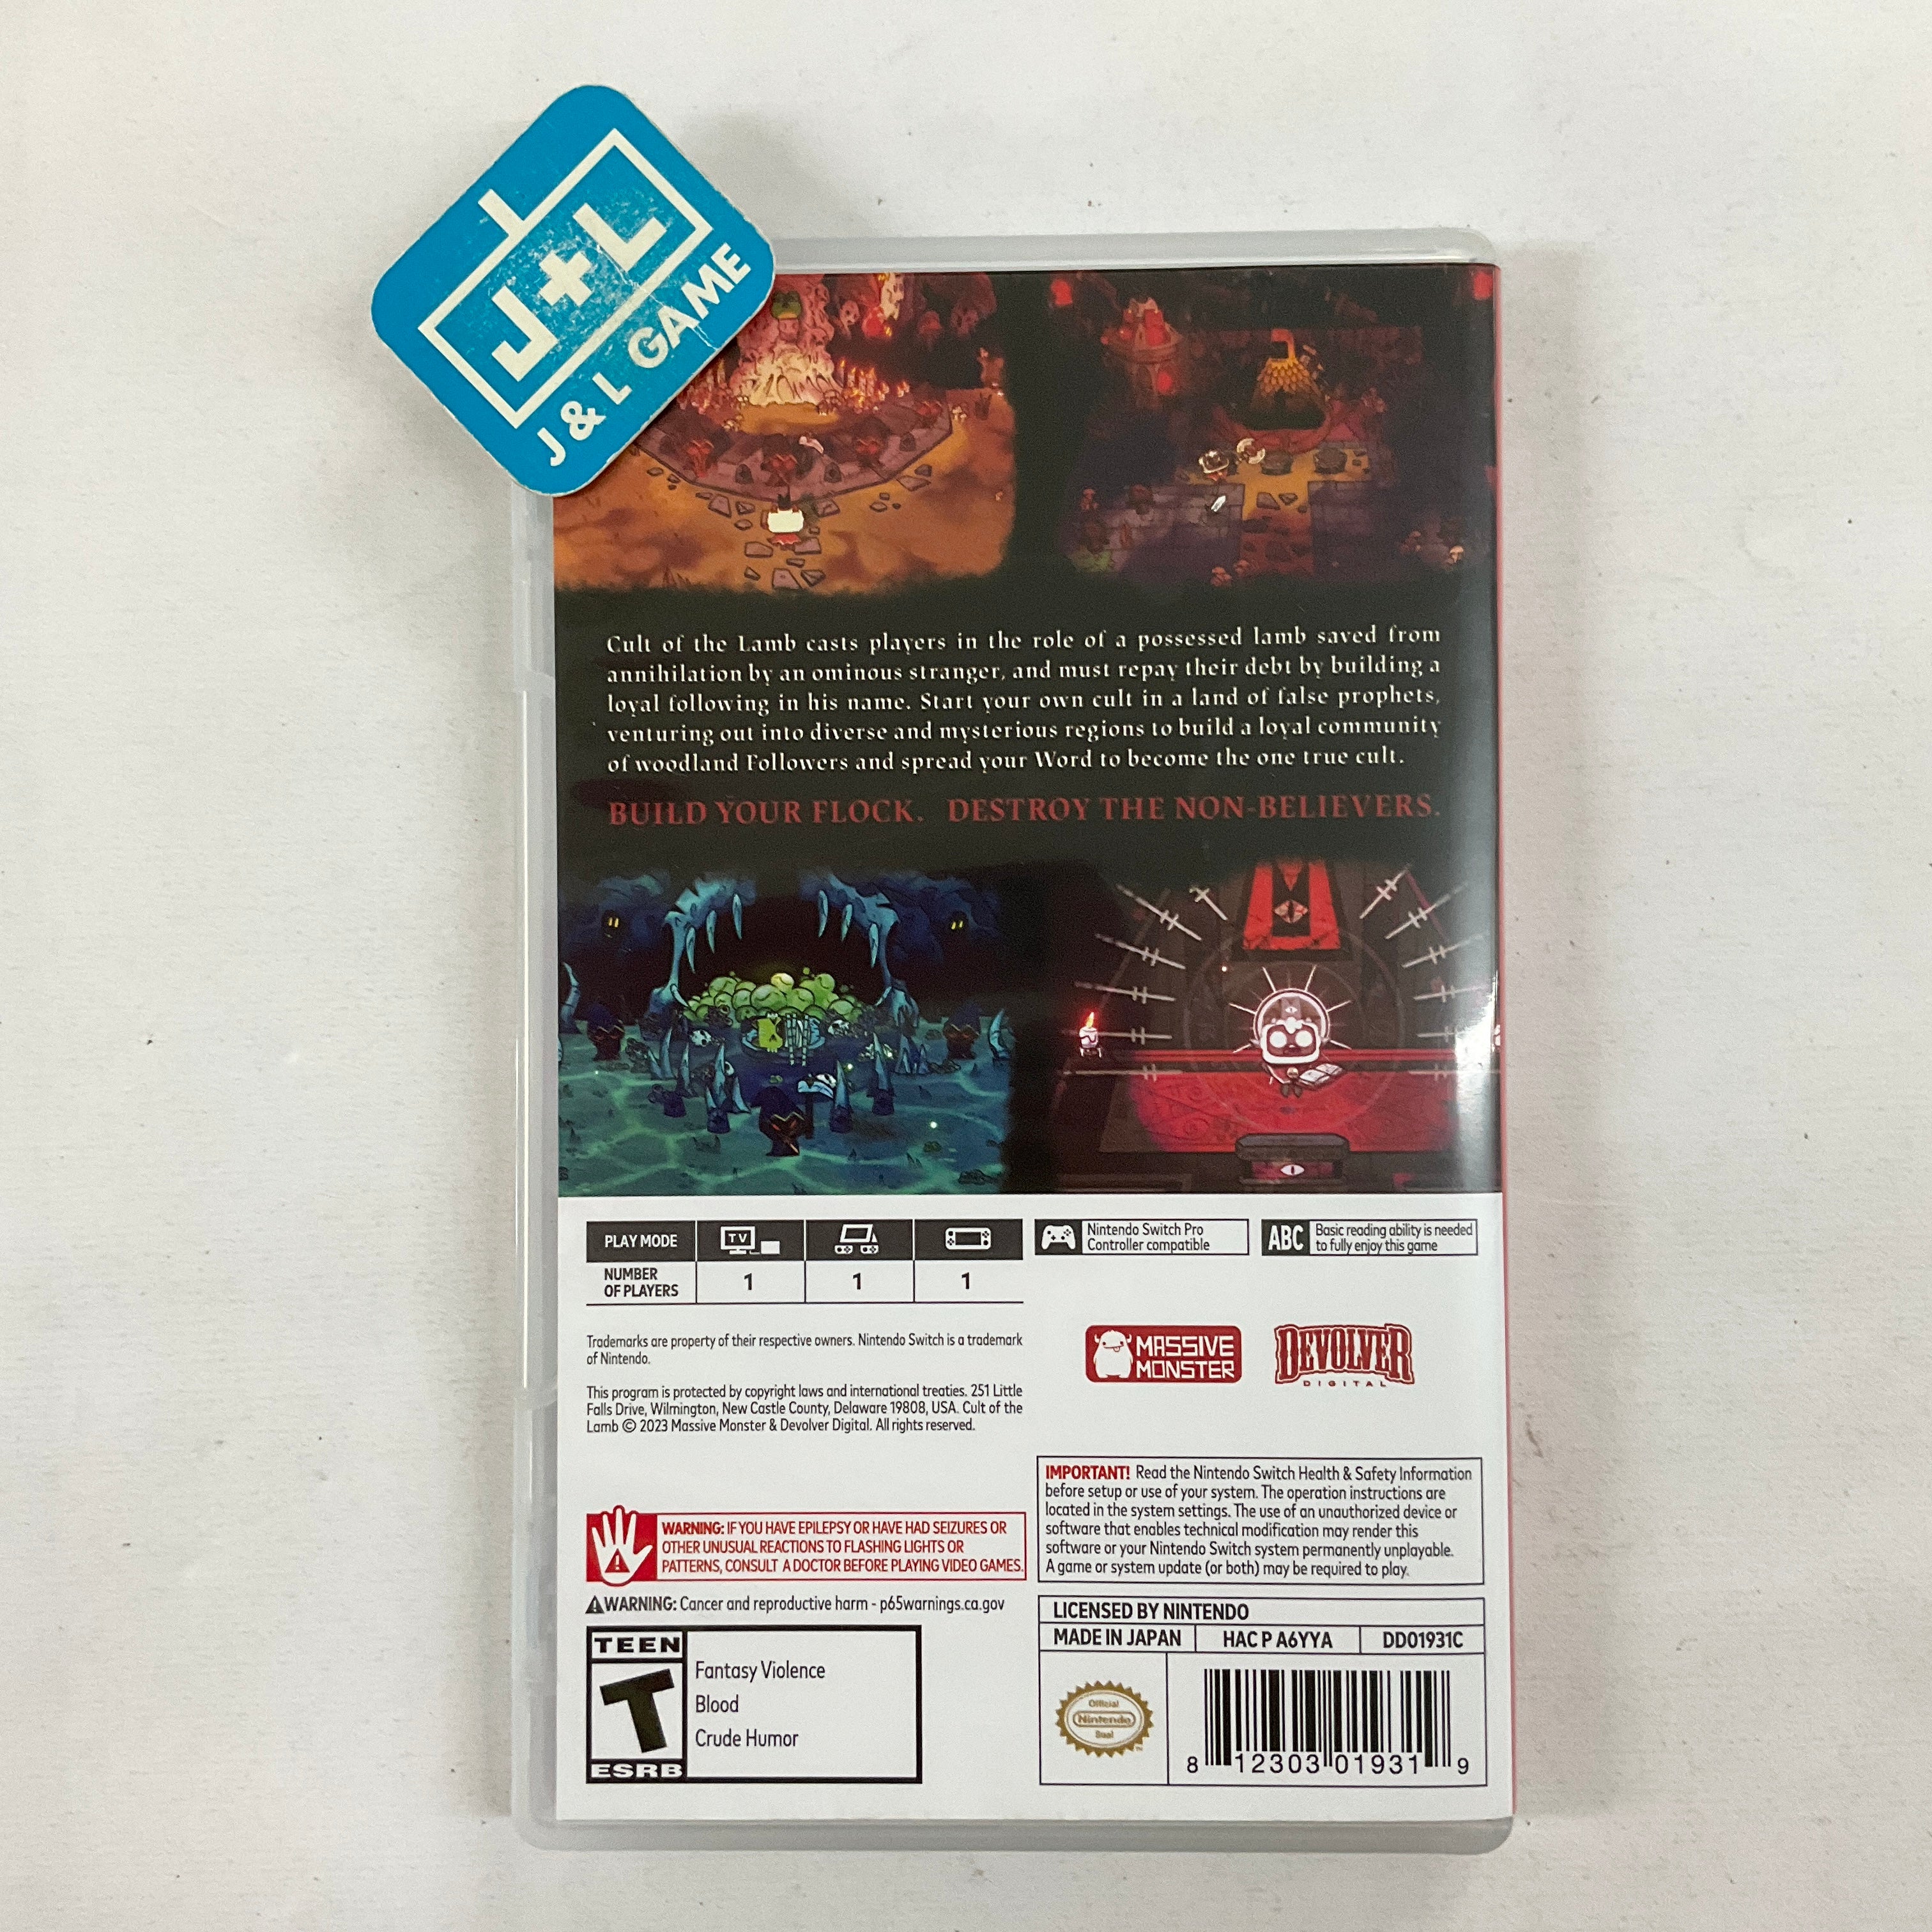 J+L
J & L GAME
Cult of the Lamb casts players in the role of a possessed lamb saved from
annihilation by an ominous stranger, and must repay their debt by building a
loyal following in his name. Start your own cult in a land of false prophets,
venturing out into diverse and mysterious regions to build a loyal community
of woodland Followers and spread your Word to become the one true cult.
BUILD YOUR FLOCK. DESTROY THE NON-BELIEVERS.
PLAY MODE
TV
NUMBER
OF PLAYERS
1 1 1
Nintendo Switch Pro
Controller compatible
ABC
Basic reading ability is needed
to fully enjoy this game
Trademarks are property of their respective owners. Nintendo Switch is a trademark
of Nintendo.
This program is protected by copyright laws and international treaties. 251 Little
Falls Drive, Wilmington, New Castle County, Delaware 19808, USA. Cult of the
Lamb © 2023 Massive Monster & Devolver Digital. All rights reserved.
MASSIVE
MONSTER
DEVOLVER
DIGITAL
WARNING: IF YOU HAVE EPILEPSY OR HAVE HAD SEIZURES OR
OTHER UNUSUAL REACTIONS TO FLASHING LIGHTS OR
PATTERNS, CONSULT A DOCTOR BEFORE PLAYING VIDEO GAMES.
WARNING: Cancer and reproductive harm - p65warnings.ca.gov
IMPORTANT! Read the Nintendo Switch Health & Safety Information
before setup or use of your system. The operation instructions are
located in the system settings. The use of an unauthorized device or
software that enables technical modification may render this
software or your Nintendo Switch system permanently unplayable.
A game or system update (or both) may be required to play.
TEEN
T
ESRB
Fantasy Violence
Blood
Crude Humor
LICENSED BY NINTENDO
MADE IN JAPAN HAC P A6YYA DD01931C
Official
Nintendo
Seal
8 12303 01931 9